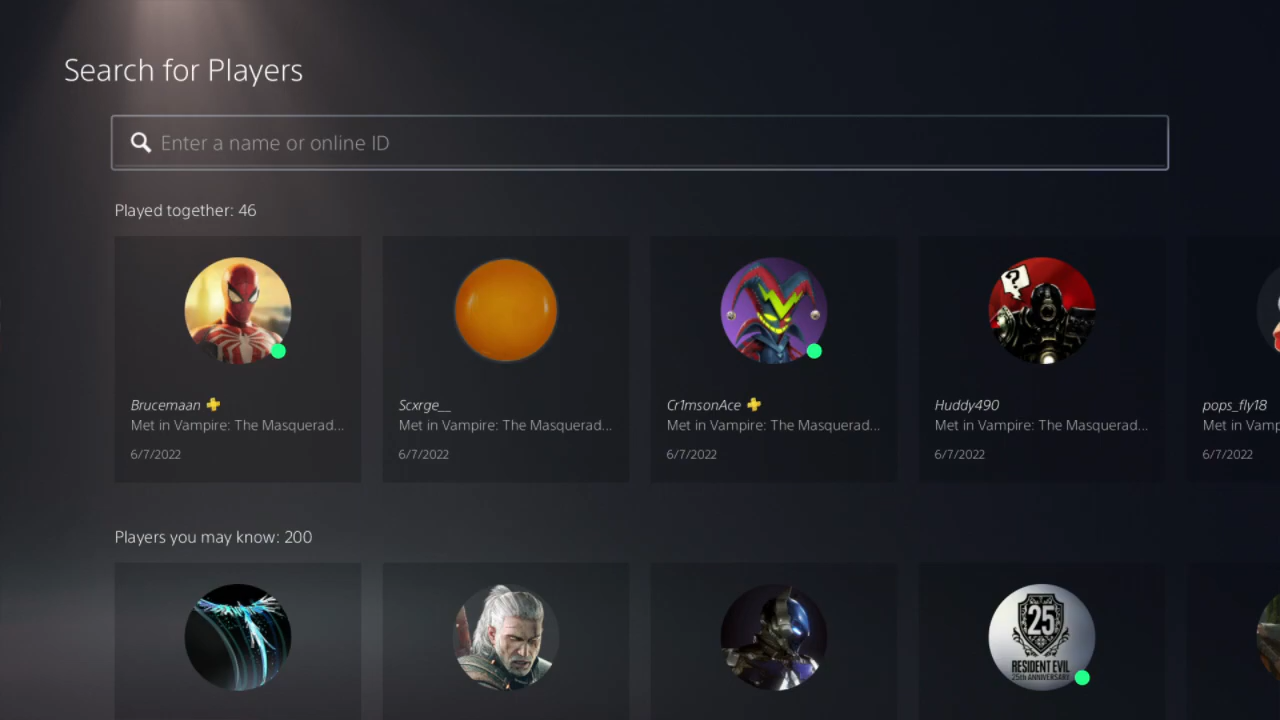 Search for Players
Enter a name or online ID
Played together: 46
Brucemaan
Met in Vampire: The Masquerad...
6/7/2022
Scxrge__
Met in Vampire: The Masquerad...
6/7/2022
Cr1msonAce
Met in Vampire: The Masquerad...
6/7/2022
?
Huddy490
Met in Vampire: The Masquerad...
6/7/2022
pops_fly18
Met in Vamp
6/7/2022
Players you may know: 200
25
RESIDENT EVIL
25th ANNIVERSARY